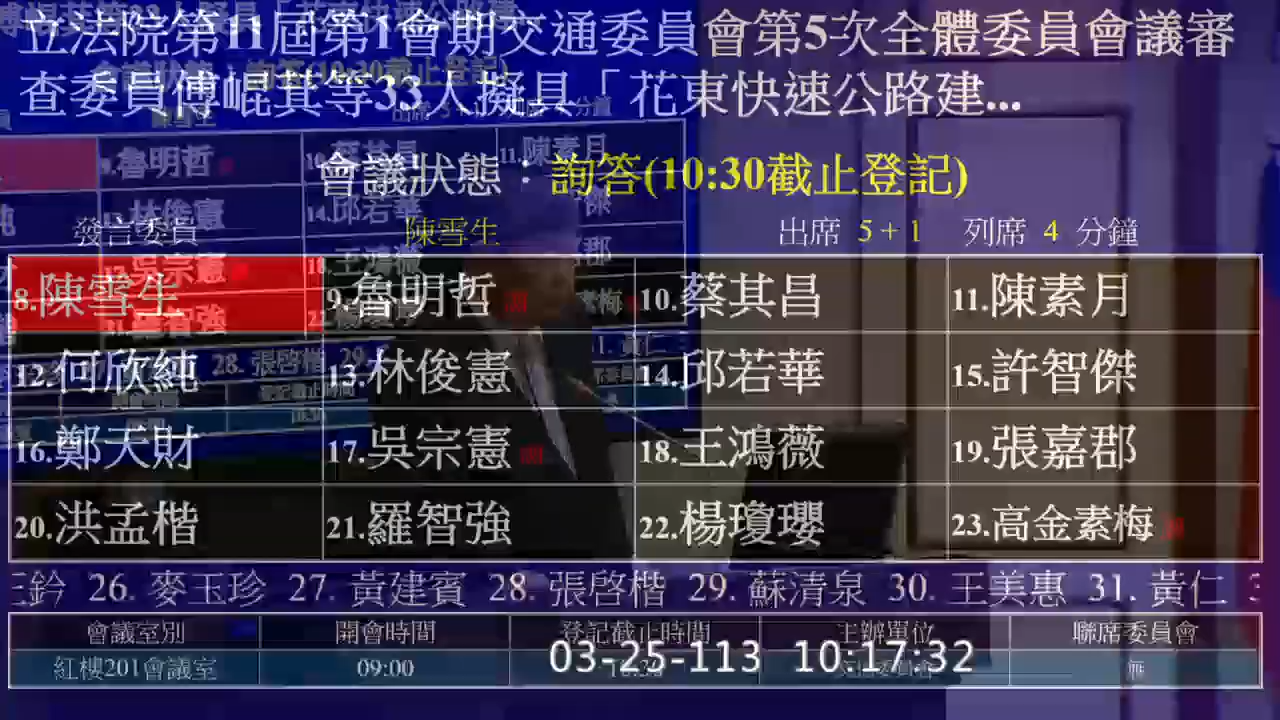 立法院第11屆第1會期交通委員會第5次全體委員會議審
查委員傅崐萁等33人擬具「花東快速公路建...
會議狀態：詢答(10:30截止登記)
發言委員 陳雪生 出席 5+1 列席 4 分鐘
8.陳雪生 9.魯明哲 10.蔡其昌 11.陳素月
12.何欣純 13.林俊憲 14.邱若華 15.許智傑
16.鄭天財 17.吳宗憲 18.王鴻薇 19.張嘉郡
20.洪孟楷 21.羅智強 22.楊瓊瓔 23.高金素梅
鈐 26. 麥玉珍 27. 黃建賓 28. 張啓楷 29. 蘇清泉 30. 王美惠 31. 黃仁
會議室別 開會時間 登記截止時間 主辦單位 聯席委員會
紅樓201會議室 09:00 10:30 無
03-25-113 10:17:32